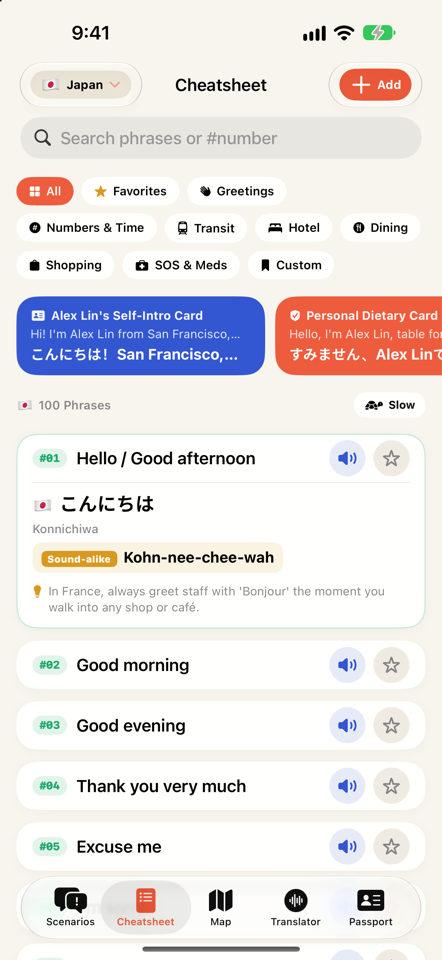 9:41
Japan
Cheatsheet
Add
Search phrases or #number
All
Favorites
Greetings
Numbers & Time
Transit
Hotel
Dining
Shopping
SOS & Meds
Custom
Alex Lin's Self-Intro Card
Hi! I'm Alex Lin from San Francisco,...
こんにちは！San Francisco,...
Personal Dietary Card
Hello, I'm Alex Lin, table for
すみません、Alex Linで
100 Phrases
Slow
#01 Hello / Good afternoon
こんにちは
Konnichiwa
Sound-alike Kohn-nee-chee-wah
In France, always greet staff with 'Bonjour' the moment you
walk into any shop or café.
#02 Good morning
#03 Good evening
#04 Thank you very much
#05 Excuse me
Scenarios
Cheatsheet
Map
Translator
Passport